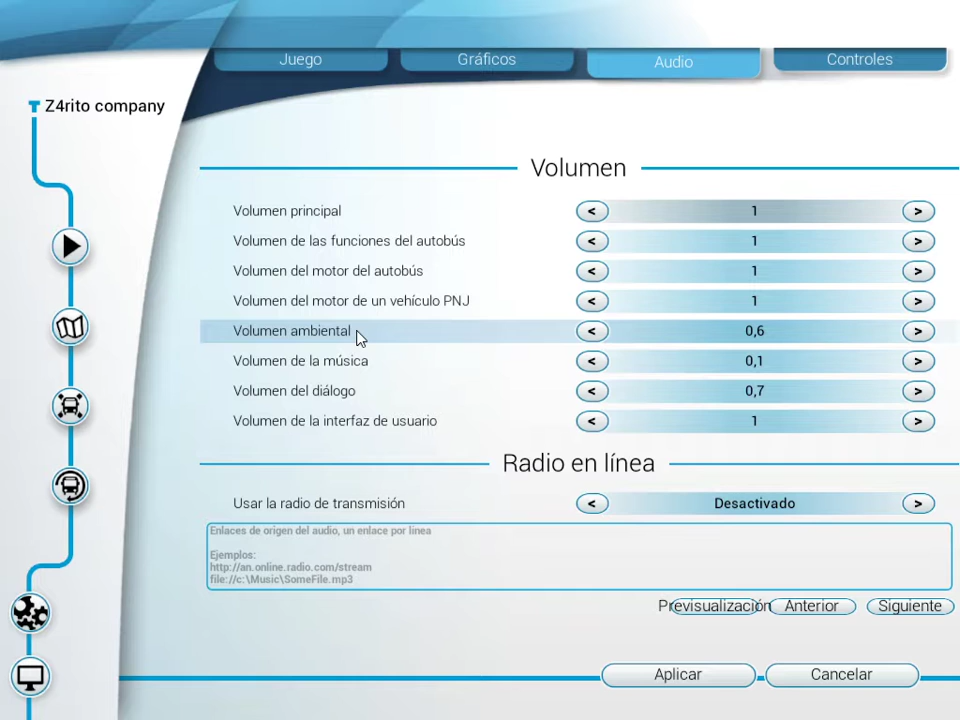 Juego Gráficos Audio Controles
Z4rito company
Volumen
Volumen principal < 1 >
Volumen de las funciones del autobús < 1 >
Volumen del motor del autobús < 1 >
Volumen del motor de un vehículo PNJ < 1 >
Volumen ambiental < 0,6 >
Volumen de la música < 0,1 >
Volumen del diálogo < 0,7 >
Volumen de la interfaz de usuario < 1 >
Radio en línea
Usar la radio de transmisión < Desactivado >
Enlaces de origen del audio, un enlace por línea
Ejemplos:
http://an.online.radio.com/stream
file://c:\Music\SomeFile.mp3
Previsualización Anterior Siguiente
Aplicar Cancelar